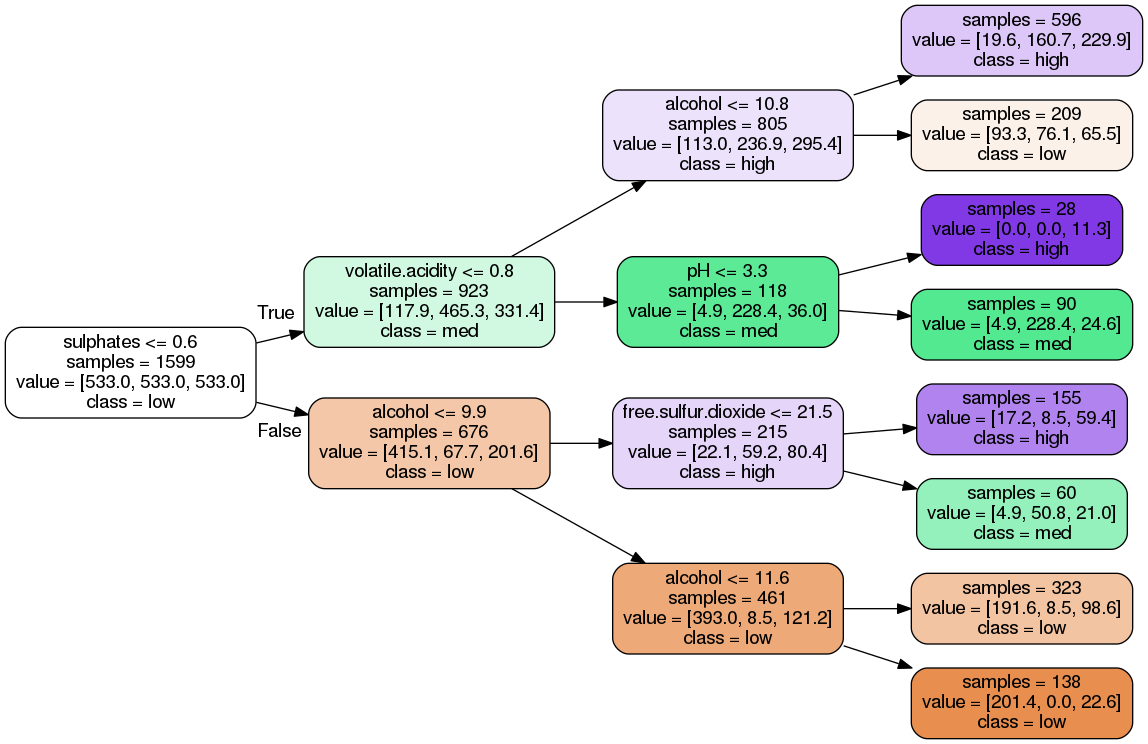 sulphates <= 0.6
samples = 1599
value = [533.0, 533.0, 533.0]
class = low
True
False
volatile.acidity <= 0.8
samples = 923
value = [117.9, 465.3, 331.4]
class = med
alcohol <= 9.9
samples = 676
value = [415.1, 67.7, 201.6]
class = low
alcohol <= 10.8
samples = 805
value = [113.0, 236.9, 295.4]
class = high
pH <= 3.3
samples = 118
value = [4.9, 228.4, 36.0]
class = med
free.sulfur.dioxide <= 21.5
samples = 215
value = [22.1, 59.2, 80.4]
class = high
alcohol <= 11.6
samples = 461
value = [393.0, 8.5, 121.2]
class = low
samples = 596
value = [19.6, 160.7, 229.9]
class = high
samples = 209
value = [93.3, 76.1, 65.5]
class = low
samples = 28
value = [0.0, 0.0, 11.3]
class = high
samples = 90
value = [4.9, 228.4, 24.6]
class = med
samples = 155
value = [17.2, 8.5, 59.4]
class = high
samples = 60
value = [4.9, 50.8, 21.0]
class = med
samples = 323
value = [191.6, 8.5, 98.6]
class = low
samples = 138
value = [201.4, 0.0, 22.6]
class = low